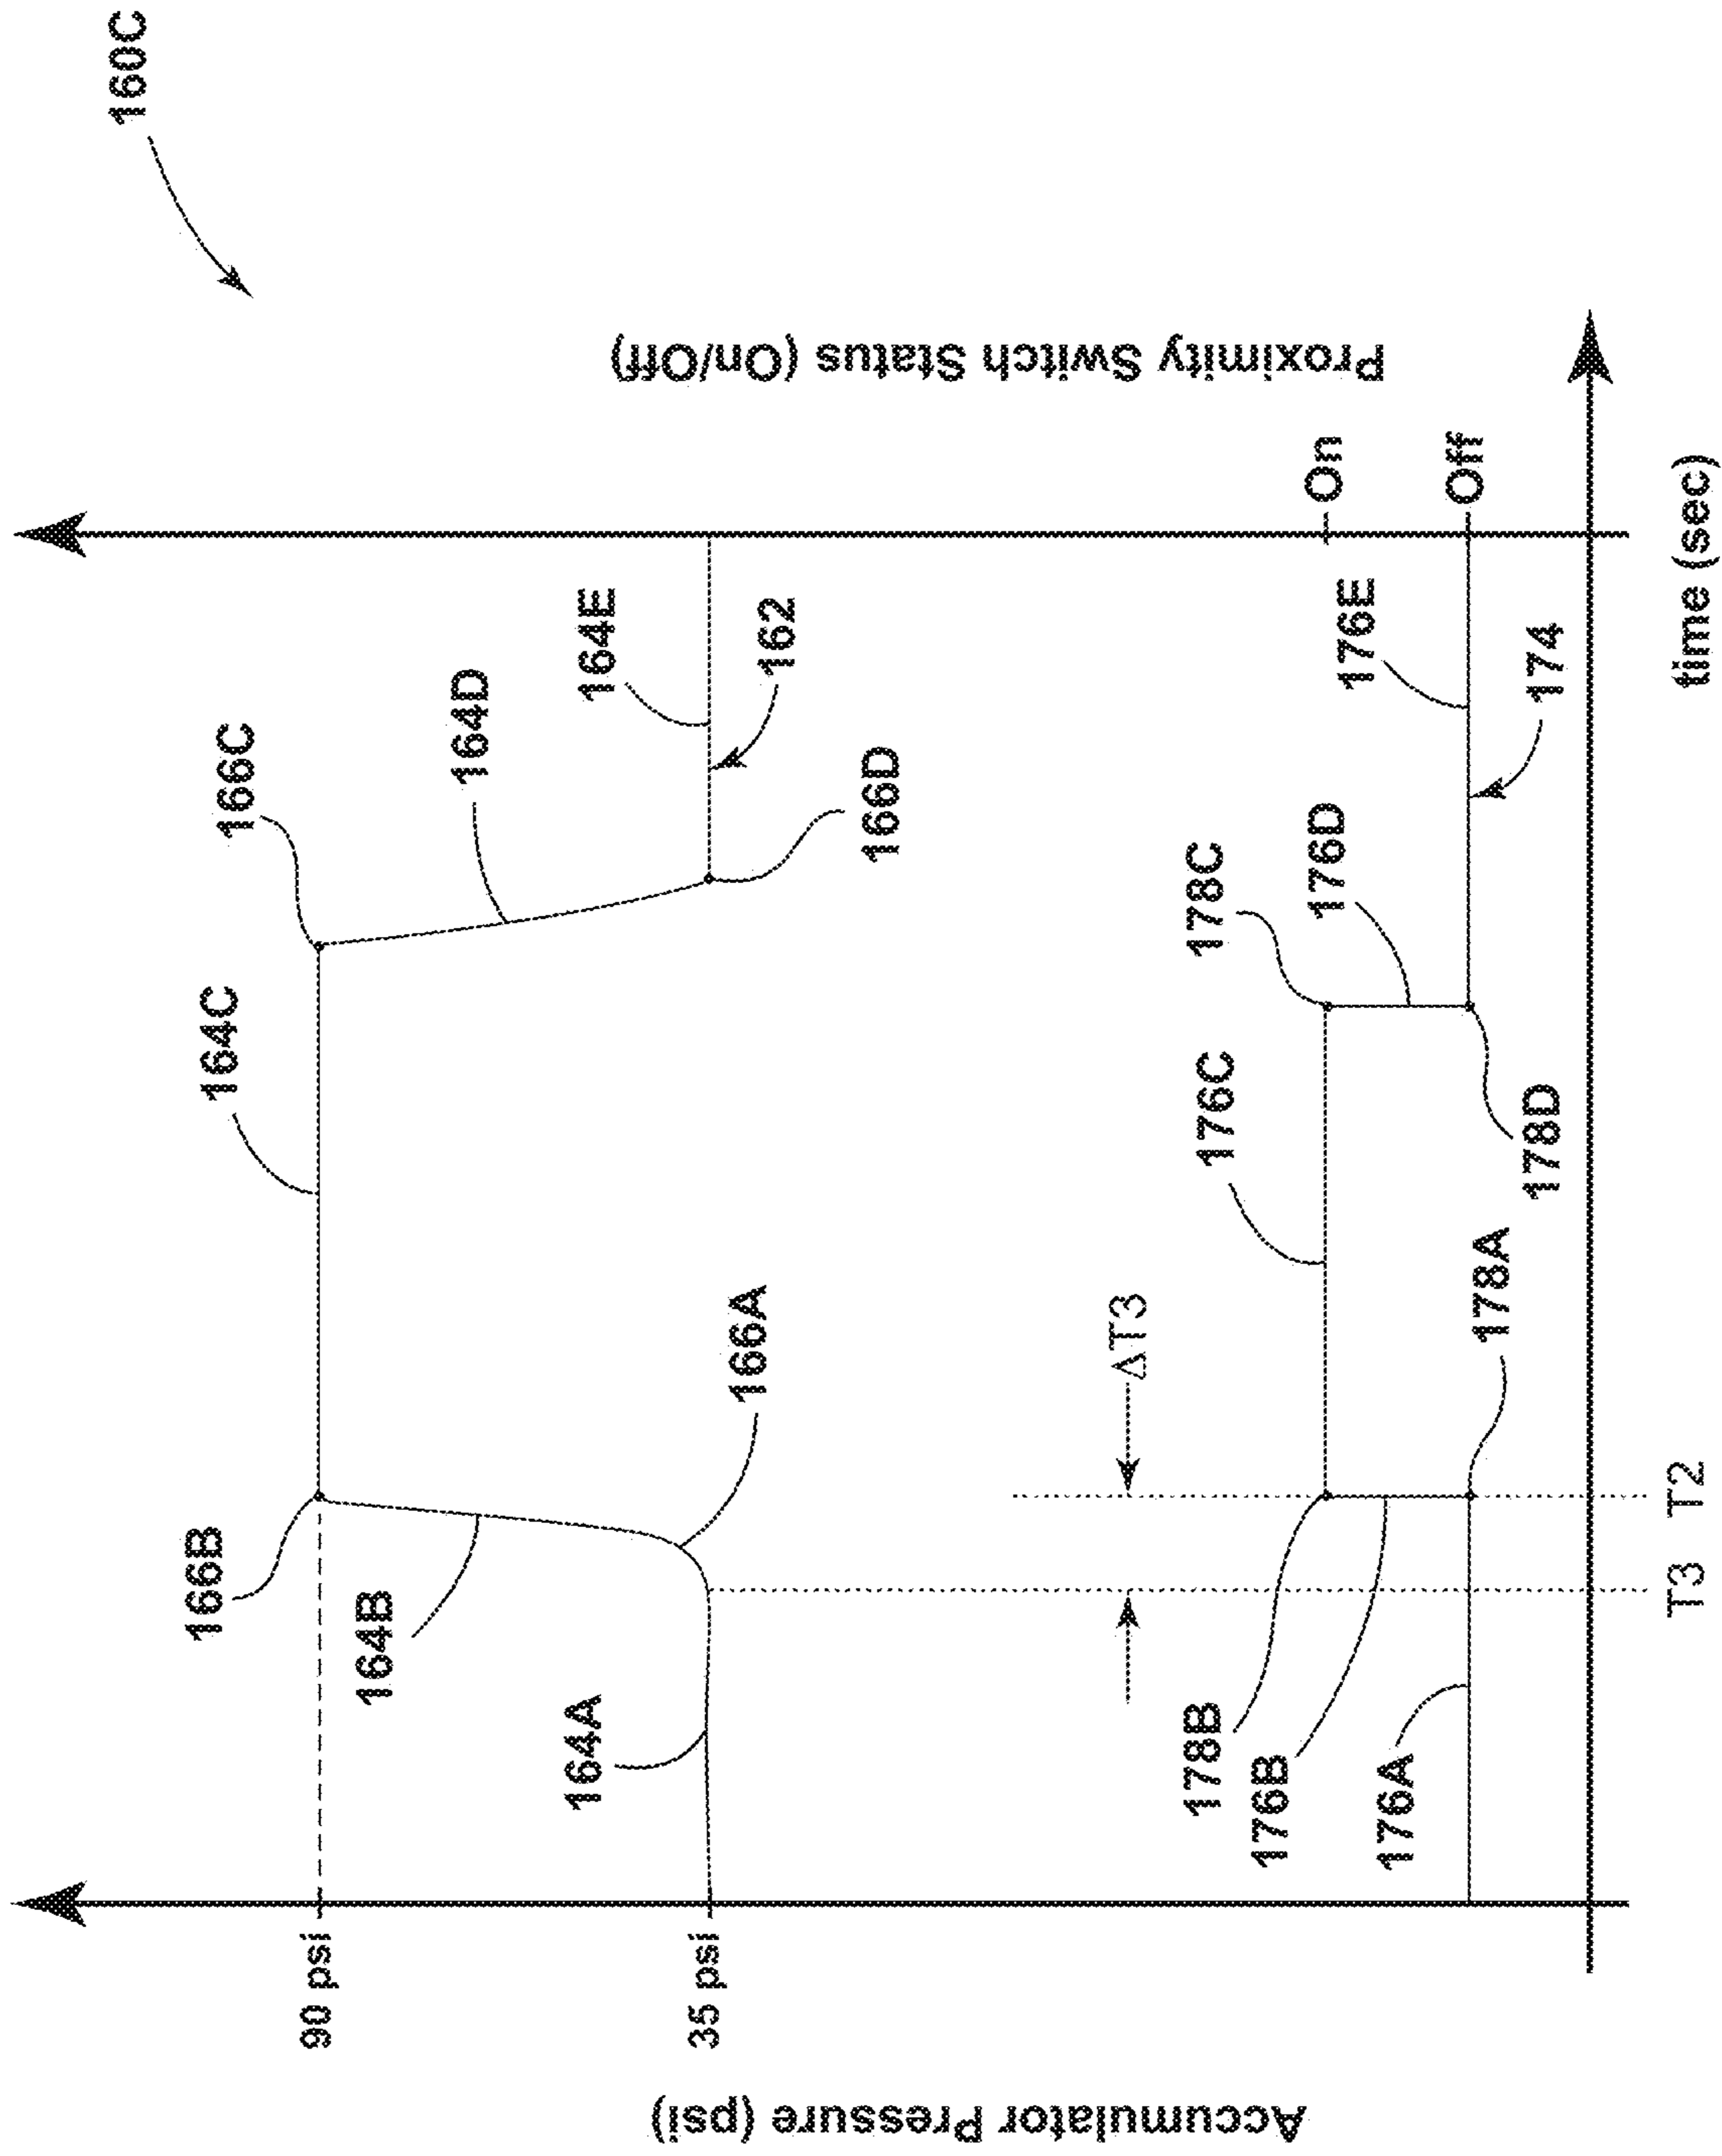 160C
166C
164D
164C
164E
162
166B
166D
90 psi
164B
166A
164A
35 psi
Accumulator Pressure (psi)
Proximity Switch Status (On/Off)
ΔT3
178C
176D
176C
176E
On
178B
176B
176A
178A
178D
174
Off
T3
T2
time (sec)